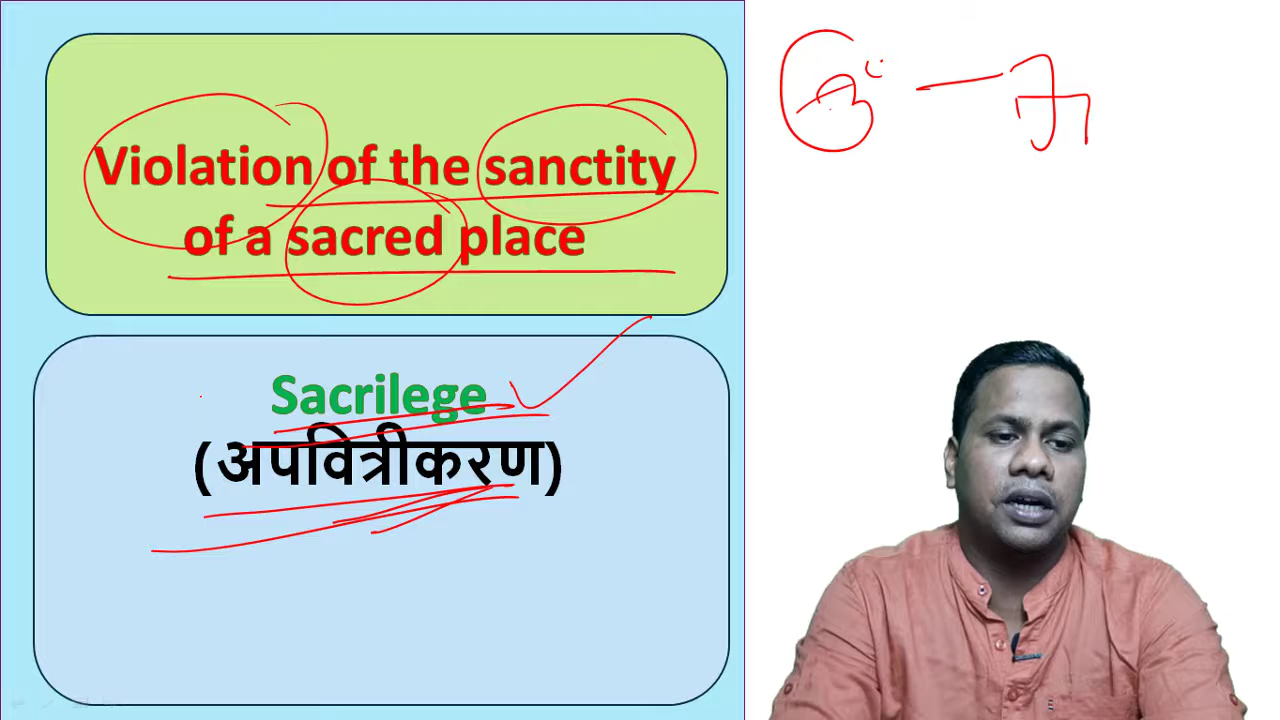 Violation of the sanctity
of a sacred place
Sacrilege
(अपवित्रीकरण)